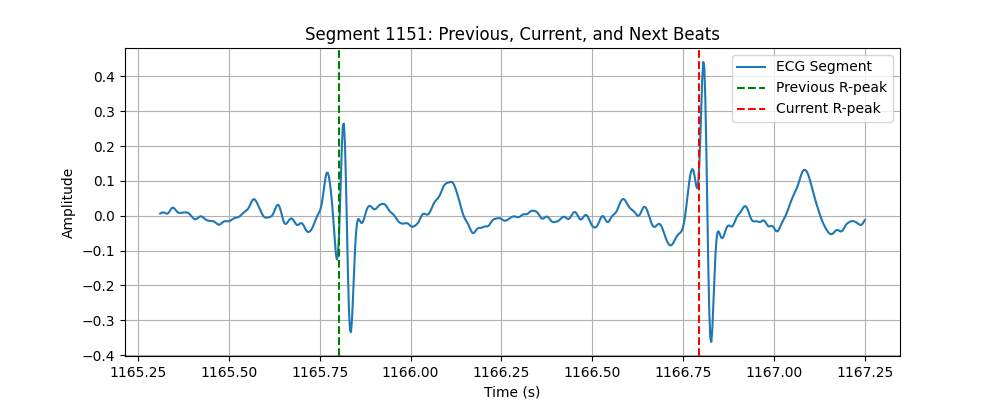 Segment 1151: Previous, Current, and Next Beats
ECG Segment
Previous R-peak
Current R-peak
Amplitude
0.4
0.3
0.2
0.1
0.0
−0.1
−0.2
−0.3
−0.4
1165.25 1165.50 1165.75 1166.00 1166.25 1166.50 1166.75 1167.00 1167.25
Time (s)